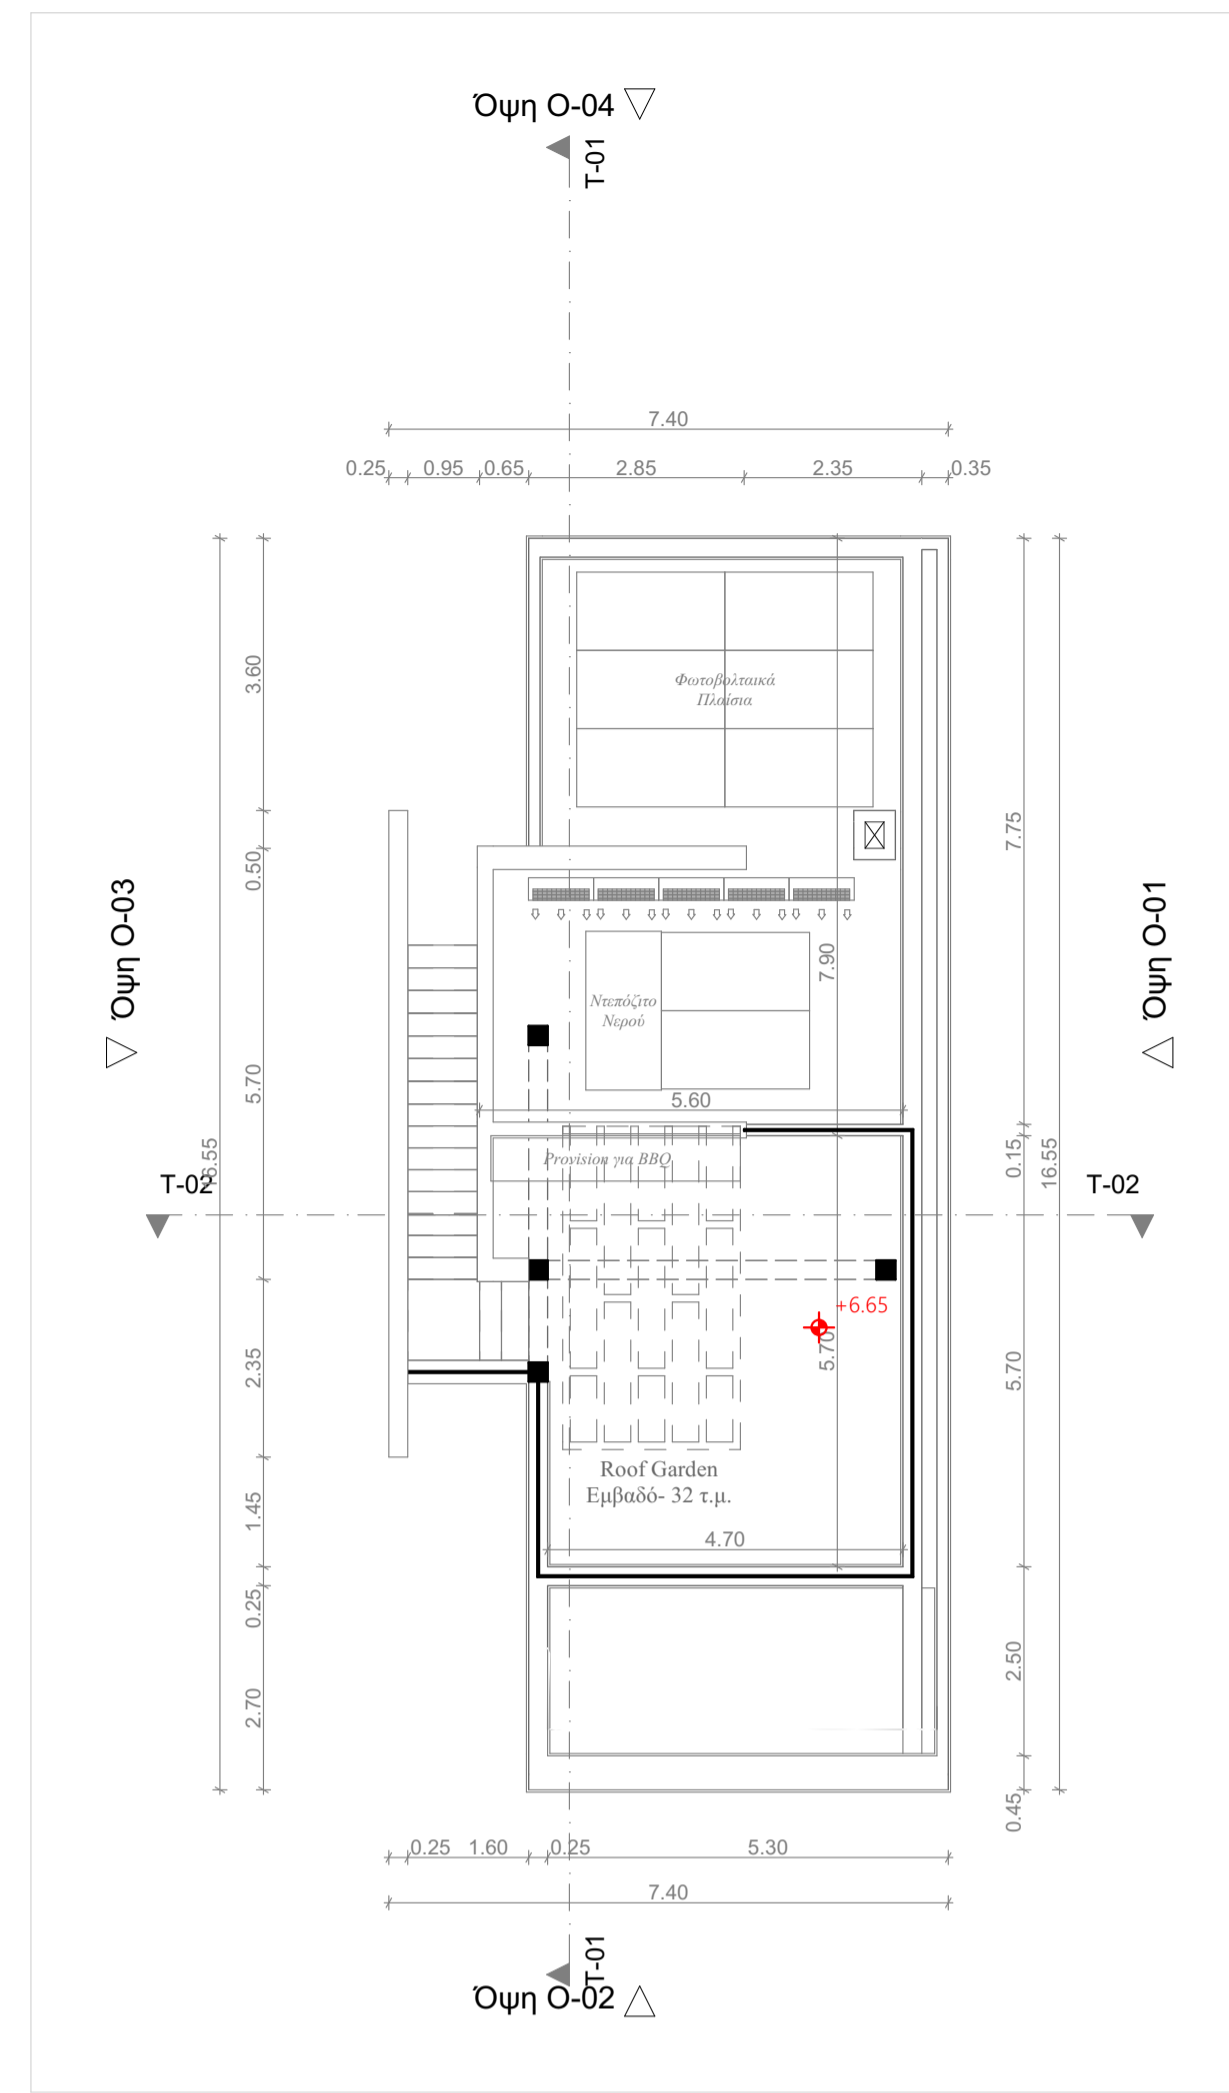 Όψη Ο-04
T-01
7.40
0.25 0.95 0.65 2.85 2.35 0.35
3.60
Φωτοβολταικά
Πλαίσια
7.75
0.50
Όψη Ο-03
Όψη Ο-01
7.90
Ντεπόζιτο
Νερού
5.70
5.60
16.55
0.15
16.55
Provision για BBQ
T-02
T-02
+6.65
5.70
2.35
5.70
Roof Garden
Εμβαδό- 32 τ.μ.
1.45
4.70
0.25
2.50
2.70
0.45
0.25 1.60 0.25 5.30
7.40
T-01
Όψη Ο-02